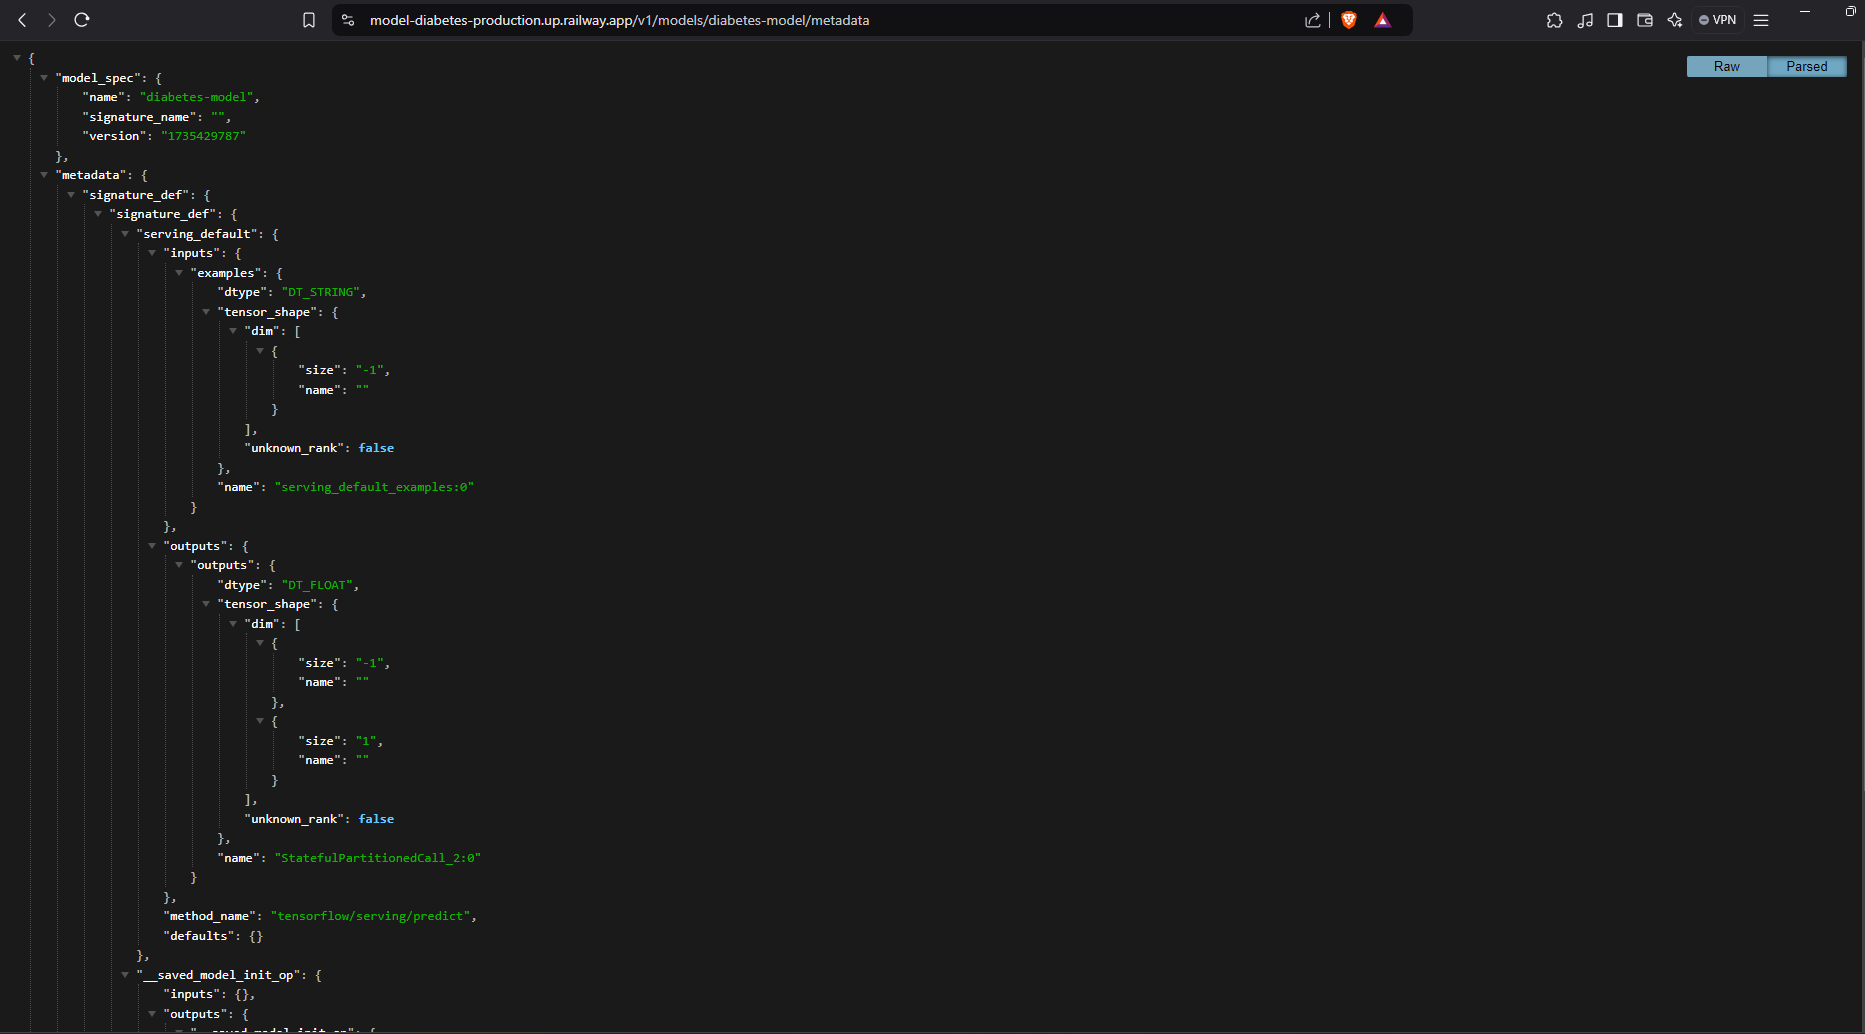 model-diabetes-production.up.railway.app/v1/models/diabetes-model/metadata
VPN
Raw
Parsed
{
"model_spec": {
"name": "diabetes-model",
"signature_name": "",
"version": "1735429787"
},
"metadata": {
"signature_def": {
"signature_def": {
"serving_default": {
"inputs": {
"examples": {
"dtype": "DT_STRING",
"tensor_shape": {
"dim": [
{
"size": "-1",
"name": ""
}
],
"unknown_rank": false
},
"name": "serving_default_examples:0"
}
},
"outputs": {
"outputs": {
"dtype": "DT_FLOAT",
"tensor_shape": {
"dim": [
{
"size": "-1",
"name": ""
},
{
"size": "1",
"name": ""
}
],
"unknown_rank": false
},
"name": "StatefulPartitionedCall_2:0"
}
},
"method_name": "tensorflow/serving/predict",
"defaults": {}
},
"__saved_model_init_op": {
"inputs": {},
"outputs": {
"__saved_model_init_op": {